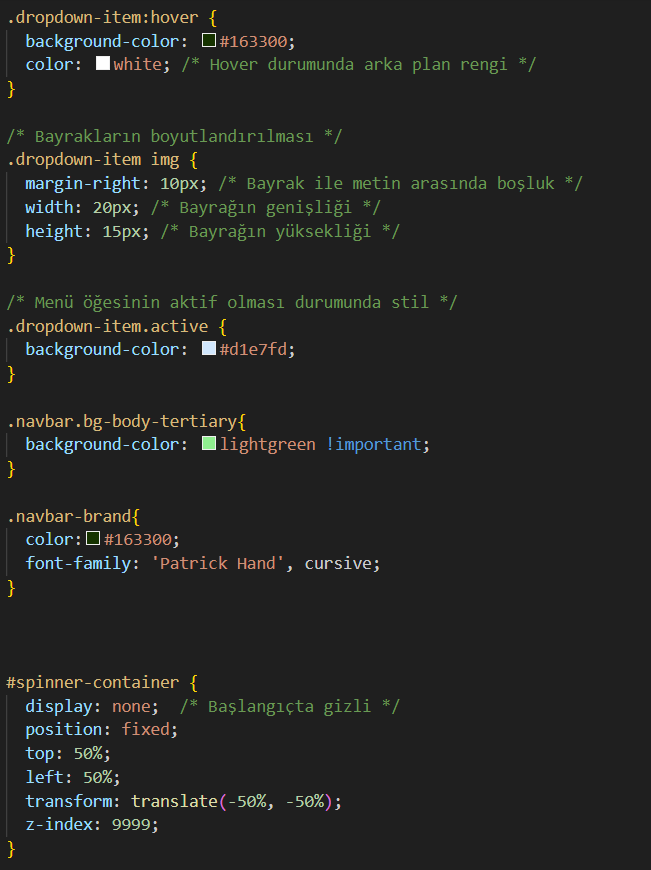 .dropdown-item:hover {
background-color: #163300;
color: white; /* Hover durumunda arka plan rengi */
}
/* Bayrakların boyutlandırılması */
.dropdown-item img {
margin-right: 10px; /* Bayrak ile metin arasında boşluk */
width: 20px; /* Bayrağın genişliği */
height: 15px; /* Bayrağın yüksekliği */
}
/* Menü öğesinin aktif olması durumunda stil */
.dropdown-item.active {
background-color: #d1e7fd;
}
.navbar.bg-body-tertiary{
background-color: lightgreen !important;
}
.navbar-brand{
color: #163300;
font-family: 'Patrick Hand', cursive;
}
#spinner-container {
display: none;  /* Başlangıçta gizli */
position: fixed;
top: 50%;
left: 50%;
transform: translate(-50%, -50%);
z-index: 9999;
}